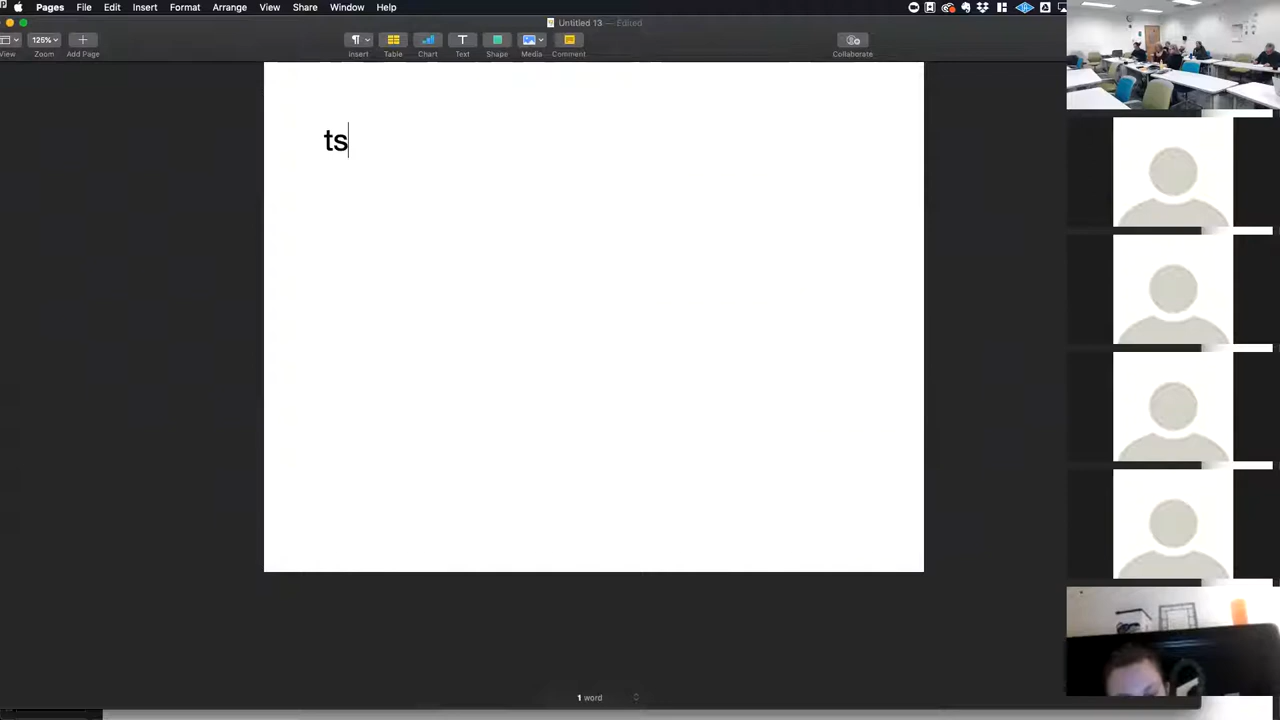 Pages File Edit Insert Format Arrange View Share Window Help
Untitled 13 — Edited
125%
View Zoom Add Page Insert Table Chart Text Shape Media Comment Collaborate
ts
1 word